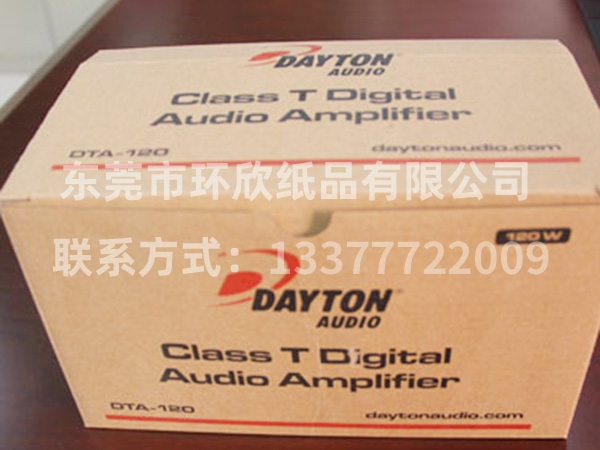 DAYTON
AUDIO
Class T Digital
Audio Amplifier
DTA-120
daytonaudio.com
东莞市环欣纸品有限公司
120W
联系方式：13377722009
DAYTON
AUDIO
Class T Digital
Audio Amplifier
DTA-120
daytonaudio.com